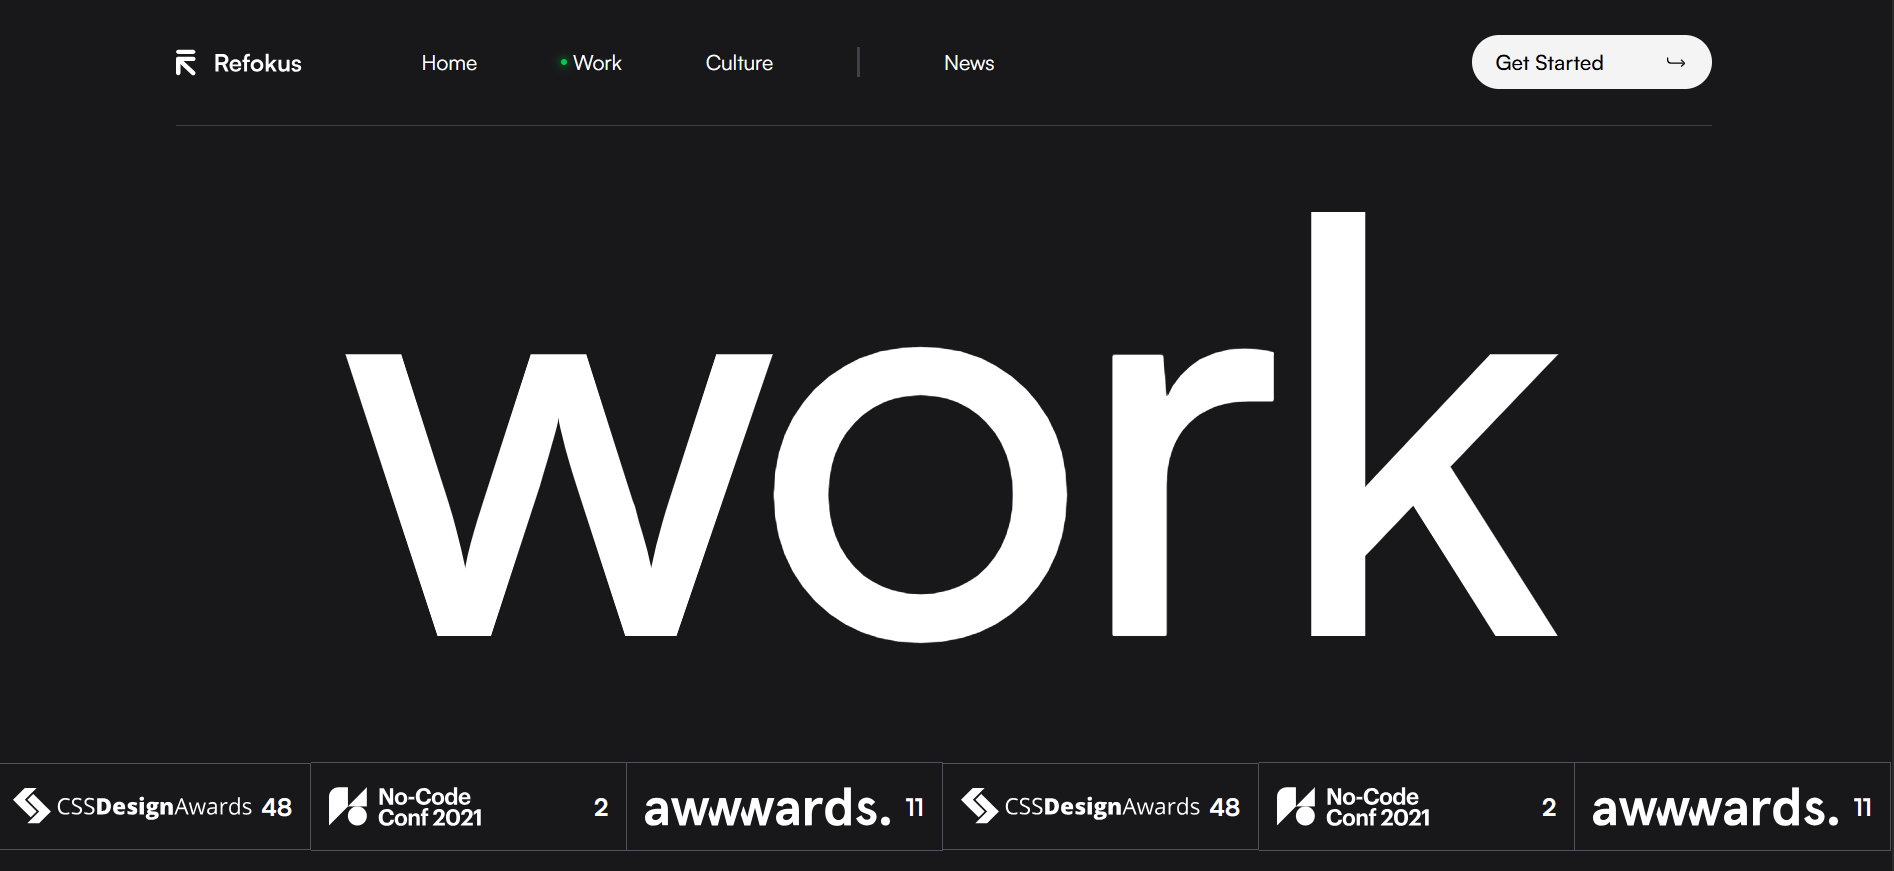 Refokus Home Work Culture News Get Started
work
CSSDesignAwards 48
No-Code
Conf 2021
2
awwwards. 11
CSSDesignAwards 48
No-Code
Conf 2021
2
awwwards. 11